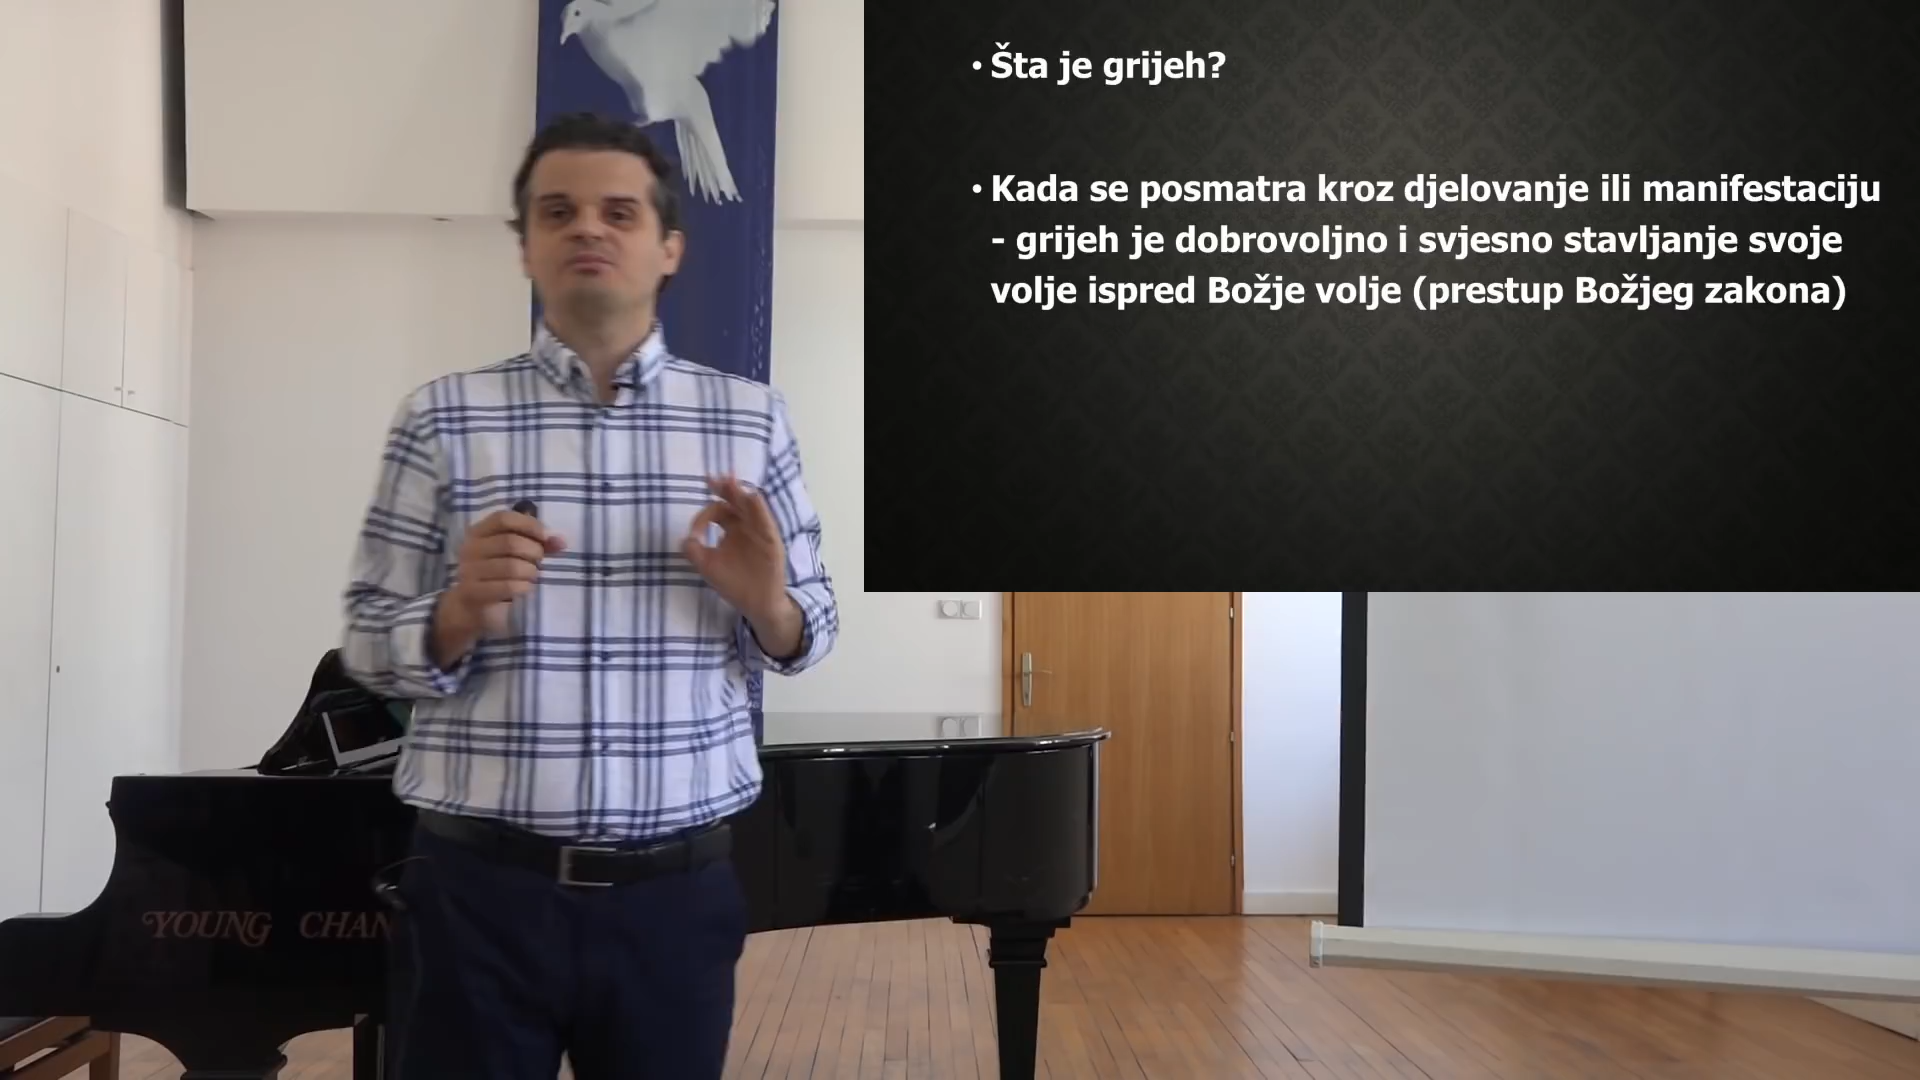 • Šta je grijeh?
• Kada se posmatra kroz djelovanje ili manifestaciju
- grijeh je dobrovoljno i svjesno stavljanje svoje
volje ispred Božje volje (prestup Božjeg zakona)
YOUNG CHAN